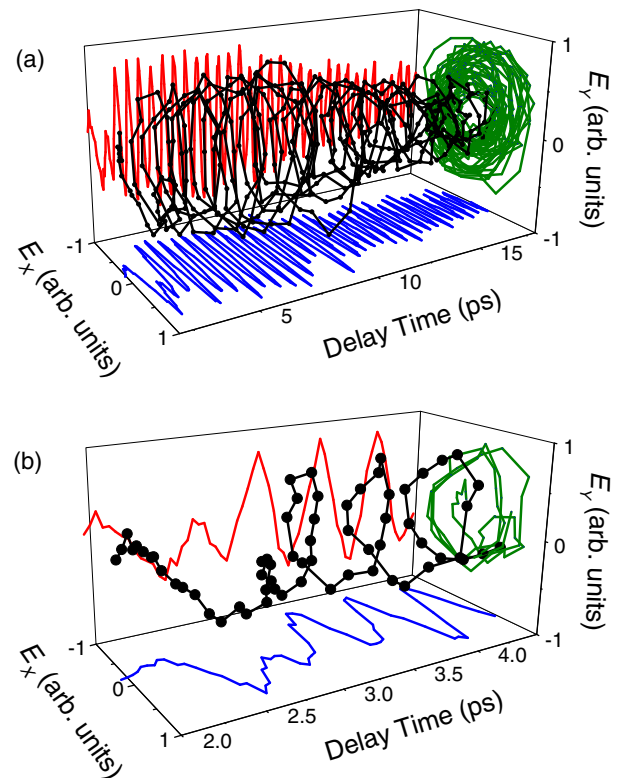 (a)
1
0
-1
E_Y (arb. units)
-1
0
1
E_X (arb. units)
5
10
15
Delay Time (ps)
(b)
1
0
-1
E_Y (arb. units)
-1
0
1
E_X (arb. units)
2.0
2.5
3.0
3.5
4.0
Delay Time (ps)